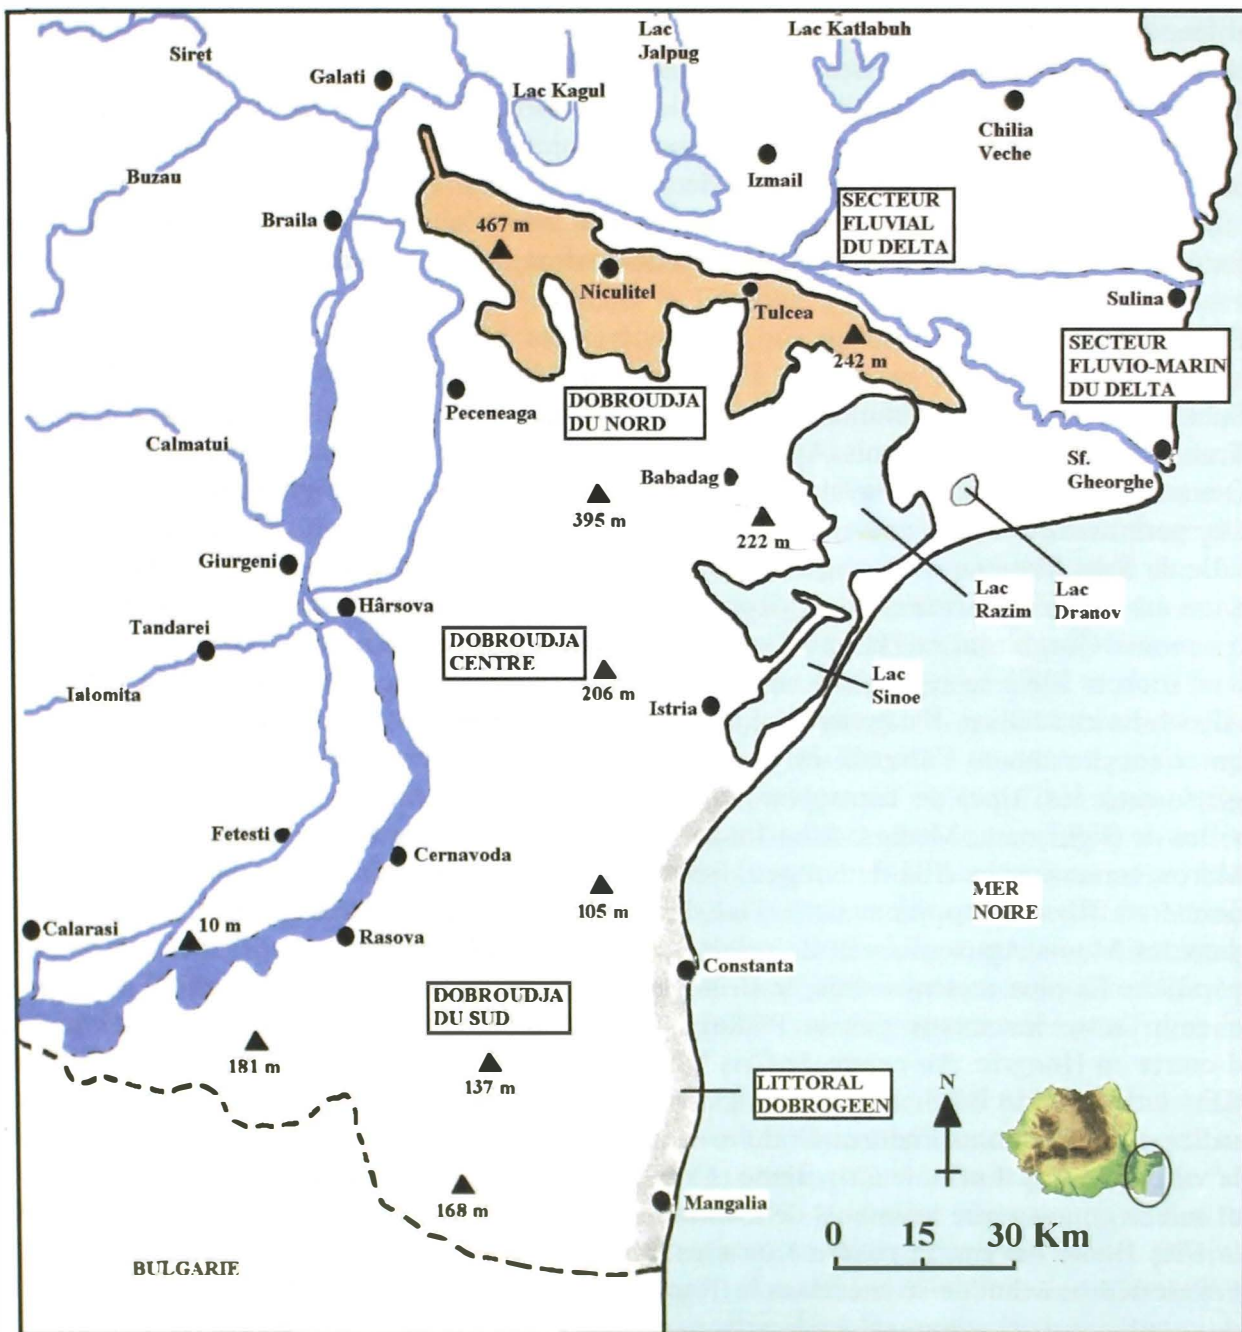 Siret
Galati
Lac Kagul
Lac
Jalpug
Lac Katlabuh
Chilia
Veche
Buzau
Izmail
Braila
467 m
SECTEUR
FLUVIAL
DU DELTA
Niculitel
Tulcea
Sulina
242 m
SECTEUR
FLUVIO-MARIN
DU DELTA
Peceneaga
DOBROUDJA
DU NORD
Calmatui
Babadag
Sf.
Gheorghe
395 m
222 m
Giurgeni
Hârsova
Lac
Razim
Lac
Dranov
Tandarei
DOBROUDJA
CENTRE
206 m
Lac
Sinoe
Ialomita
Istria
Fetesti
Cernavoda
105 m
MER
NOIRE
Calarasi
10 m
Rasova
Constanta
DOBROUDJA
DU SUD
181 m
137 m
LITTORAL
DOBROGEEN
N
168 m
Mangalia
0 15 30 Km
BULGARIE